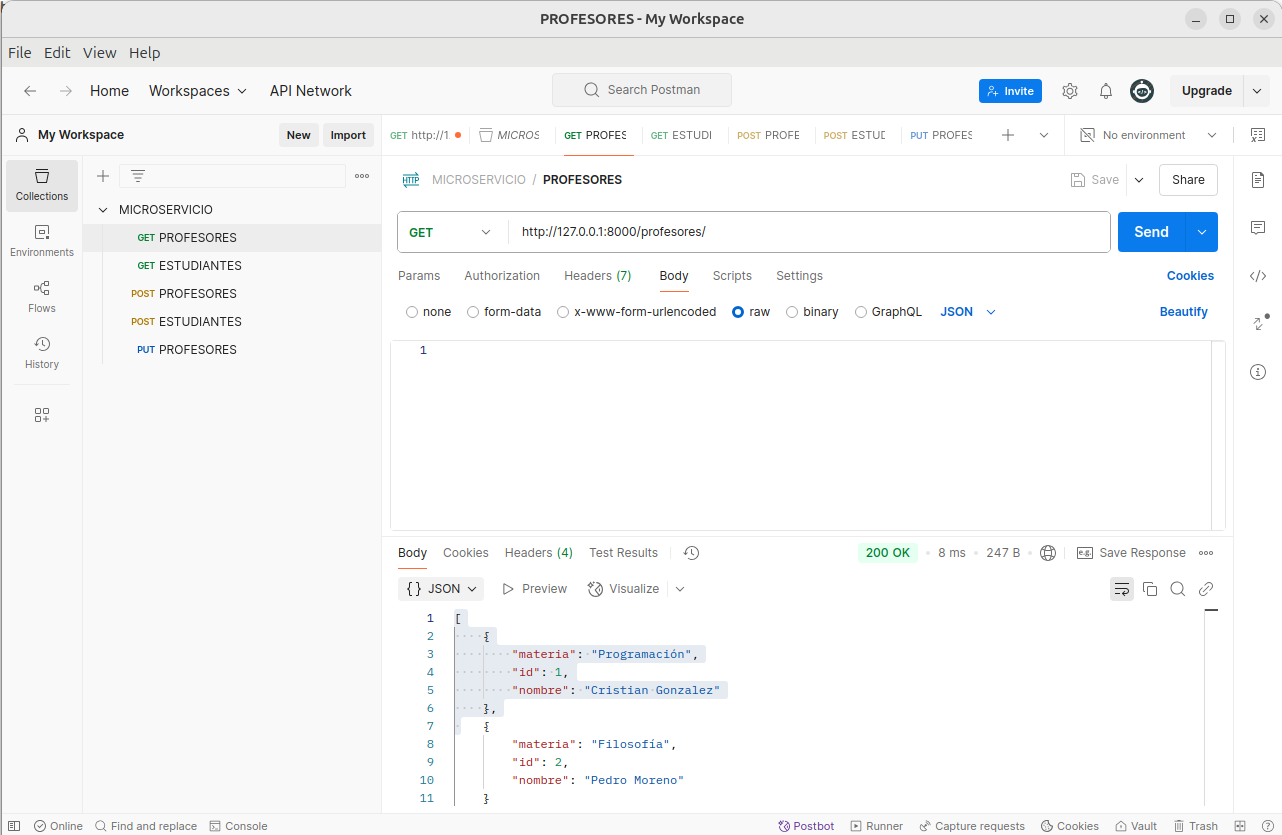 PROFESORES - My Workspace
File Edit View Help
Home Workspaces API Network Search Postman Invite Upgrade
My Workspace New Import GET http://1 MICROS GET PROFES GET ESTUDI POST PROFE POST ESTUD PUT PROFES No environment
Collections
Environments
Flows
History
MICROSERVICIO
GET PROFESORES
GET ESTUDIANTES
POST PROFESORES
POST ESTUDIANTES
PUT PROFESORES
HTTP MICROSERVICIO / PROFESORES Save Share
GET http://127.0.0.1:8000/profesores/ Send
Params Authorization Headers (7) Body Scripts Settings Cookies
none form-data x-www-form-urlencoded raw binary GraphQL JSON Beautify
1
Body Cookies Headers (4) Test Results 200 OK 8 ms 247 B e.g. Save Response
{} JSON Preview Visualize
1 [
2 {
3 "materia": "Programación",
4 "id": 1,
5 "nombre": "Cristian Gonzalez"
6 },
7 {
8 "materia": "Filosofía",
9 "id": 2,
10 "nombre": "Pedro Moreno"
11 }
Online Find and replace Console Postbot Runner Capture requests Cookies Vault Trash